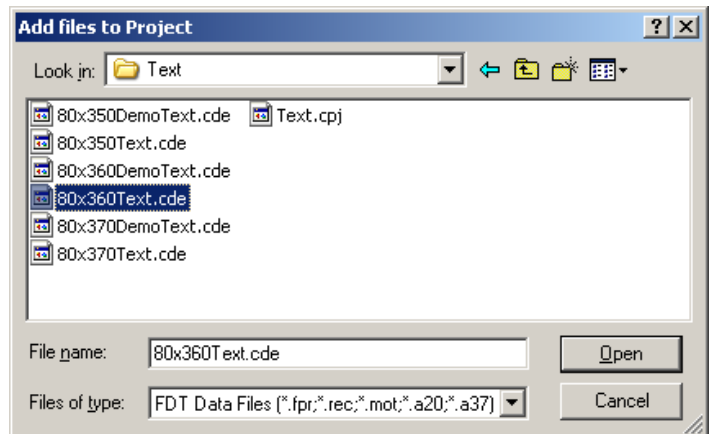 Add files to Project
Look in: Text
80x350DemoText.cde Text.cpj
80x350Text.cde
80x360DemoText.cde
80x360Text.cde
80x370DemoText.cde
80x370Text.cde
File name: 80x360Text.cde Open
Files of type: FDT Data Files (*.fpr;*.rec;*.mot;*.a20;*.a37) Cancel